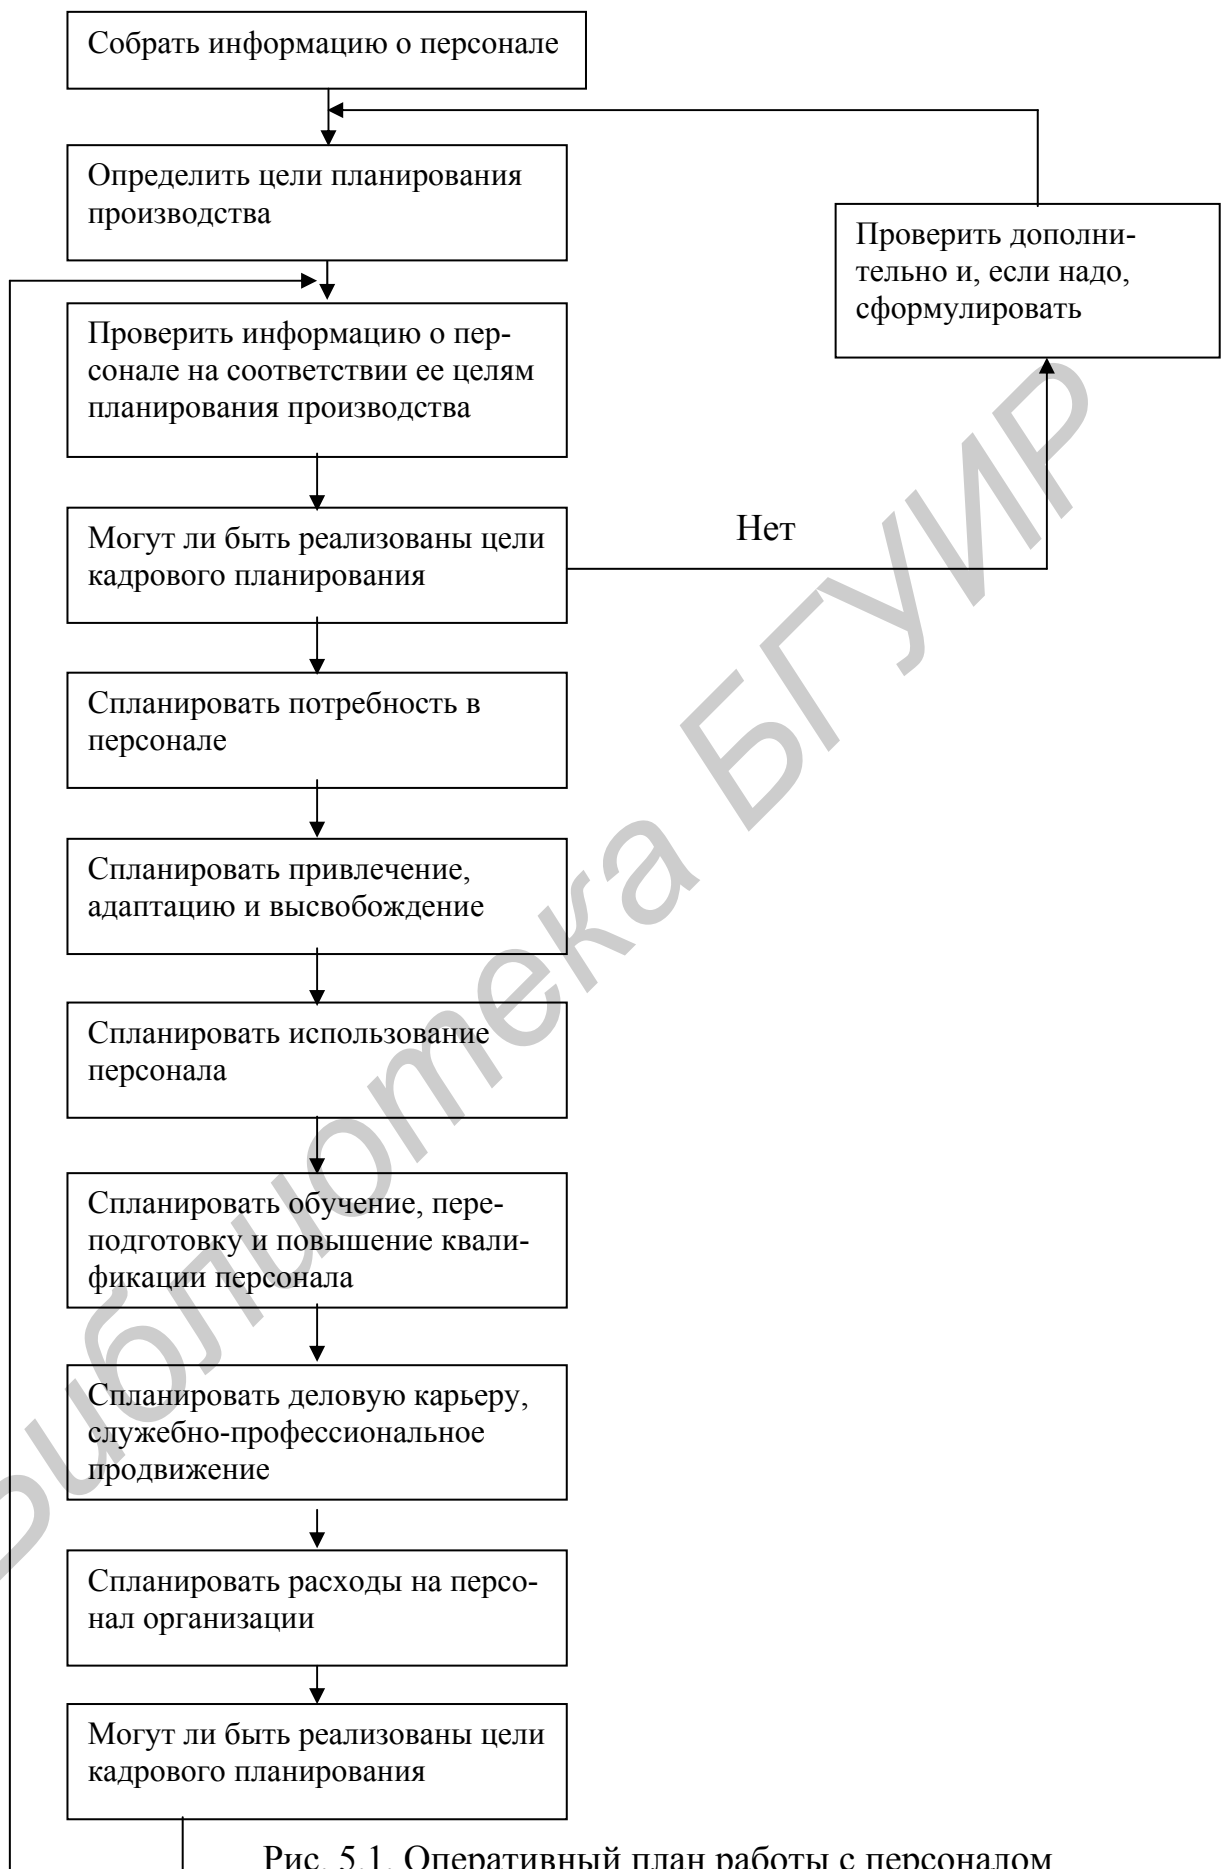 Собрать информацию о персонале
Определить цели планирования
производства
Проверить дополни-
тельно и, если надо,
сформулировать
Проверить информацию о пер-
сонале на соответствии ее целям
планирования производства
Нет
Могут ли быть реализованы цели
кадрового планирования
Спланировать потребность в
персонале
Спланировать привлечение,
адаптацию и высвобождение
Спланировать использование
персонала
Спланировать обучение, пере-
подготовку и повышение квали-
фикации персонала
Спланировать деловую карьеру,
служебно-профессиональное
продвижение
Спланировать расходы на персо-
нал организации
Могут ли быть реализованы цели
кадрового планирования
Рис. 5.1. Оперативный план работы с персоналом
Библиотека БГУИР